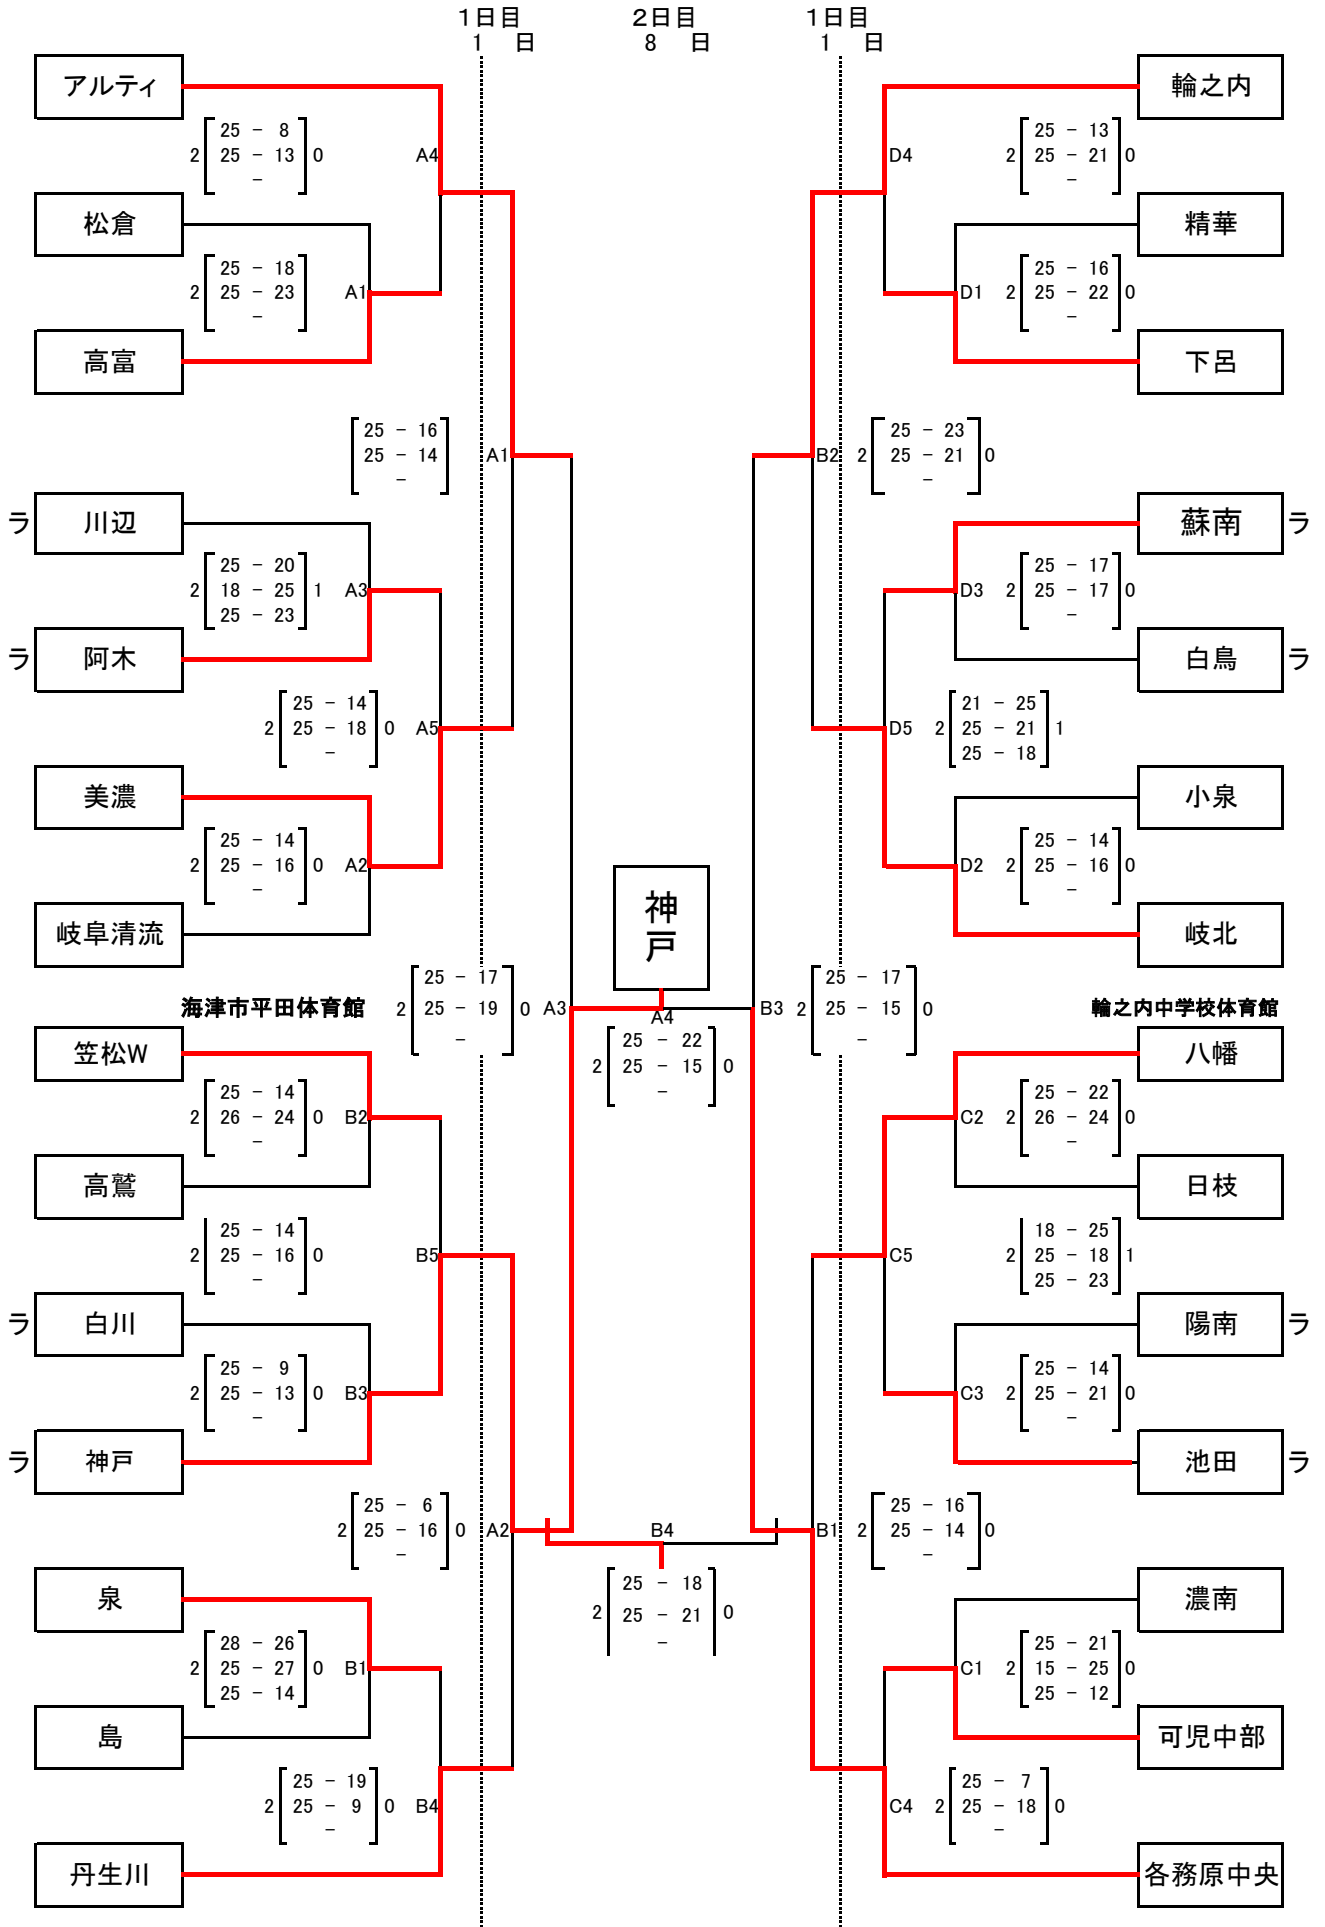 1日目 2日目 1日目
1 日 8 日 1 日
アルティ
25 - 8
2 25 - 13 0 A4
-
松倉
25 - 18
2 25 - 23 A1
-
高富
25 - 16
25 - 14 A1
-
ラ 川辺
25 - 20
2 18 - 25 1 A3
25 - 23
ラ 阿木
25 - 14
2 25 - 18 0 A5
-
美濃
25 - 14
2 25 - 16 0 A2
-
岐阜清流
25 - 17
海津市平田体育館 2 25 - 19 0 A3
-
笠松W
25 - 14
2 26 - 24 0 B2
-
高鷲
25 - 14
2 25 - 16 0 B5
-
ラ 白川
25 - 9
2 25 - 13 0 B3
-
ラ 神戸
25 - 6
2 25 - 16 0 A2
-
泉
28 - 26
2 25 - 27 0 B1
25 - 14
島
25 - 19
2 25 - 9 0 B4
-
丹生川
神戸
A4
25 - 22
2 25 - 15 0
-
B4
25 - 18
2 25 - 21 0
-
輪之内
25 - 13
D4 2 25 - 21 0
-
精華
25 - 16
D1 2 25 - 22 0
-
下呂
25 - 23
B2 2 25 - 21 0
-
蘇南 ラ
25 - 17
D3 2 25 - 17 0
-
白鳥 ラ
21 - 25
D5 2 25 - 21 1
25 - 18
小泉
25 - 14
D2 2 25 - 16 0
-
岐北
25 - 17
B3 2 25 - 15 0 輪之内中学校体育館
-
八幡
25 - 22
C2 2 26 - 24 0
-
日枝
18 - 25
C5 2 25 - 18 1
25 - 23
陽南 ラ
25 - 14
C3 2 25 - 21 0
-
池田 ラ
25 - 16
B1 2 25 - 14 0
-
濃南
25 - 21
C1 2 15 - 25 0
25 - 12
可児中部
25 - 7
C4 2 25 - 18 0
-
各務原中央